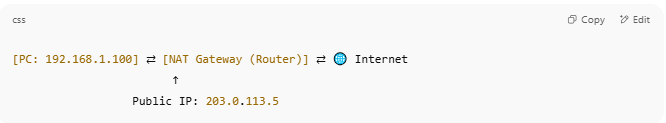 css
Copy Edit
[PC: 192.168.1.100] ⇄ [NAT Gateway (Router)] ⇄ 🌐 Internet
↑
Public IP: 203.0.113.5